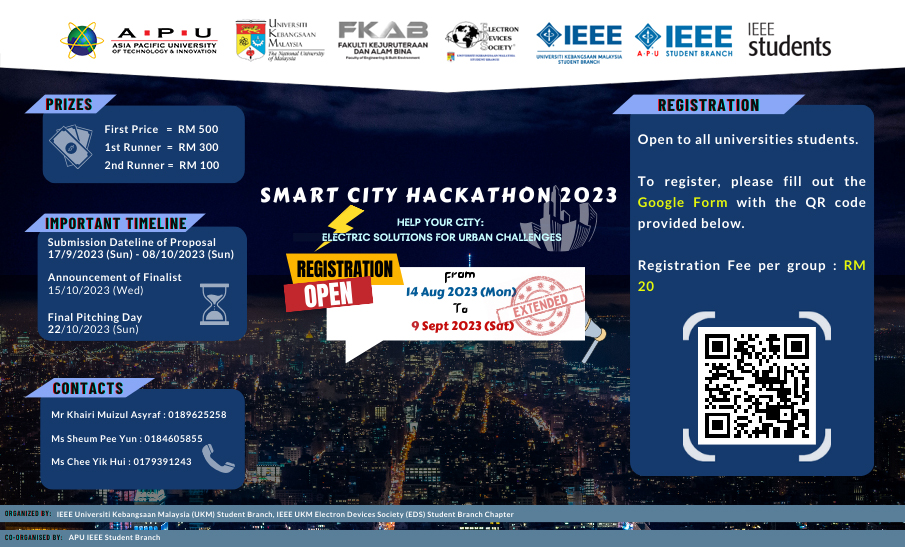 A · P · U
ASIA PACIFIC UNIVERSITY
OF TECHNOLOGY & INNOVATION
UNIVERSITI
KEBANGSAAN
MALAYSIA
The National University
of Malaysia
FKAB
FAKULTI KEJURUTERAAN
DAN ALAM BINA
Faculty of Engineering & Built Environment
ELECTRON
DEVICES
SOCIETY®
IEEE
UNIVERSITI KEBANGSAAN MALAYSIA
STUDENT BRANCH
IEEE
A·P·U STUDENT BRANCH
IEEE
students
PRIZES
First Price = RM 500
1st Runner = RM 300
2nd Runner = RM 100
IMPORTANT TIMELINE
Submission Dateline of Proposal
17/9/2023 (Sun) - 08/10/2023 (Sun)
Announcement of Finalist
15/10/2023 (Wed)
Final Pitching Day
22/10/2023 (Sun)
CONTACTS
Mr Khairi Muizul Asyraf : 0189625258
Ms Sheum Pee Yun : 0184605855
Ms Chee Yik Hui : 0179391243
SMART CITY HACKATHON 2023
HELP YOUR CITY:
ELECTRIC SOLUTIONS FOR URBAN CHALLENGES
REGISTRATION
OPEN
from
14 Aug 2023 (Mon)
To
9 Sept 2023 (Sat)
EXTENDED
REGISTRATION
Open to all universities students.
To register, please fill out the
Google Form with the QR code
provided below.
Registration Fee per group : RM
20
ORGANIZED BY: IEEE Universiti Kebangsaan Malaysia (UKM) Student Branch, IEEE UKM Electron Devices Society (EDS) Student Branch Chapter
CO-ORGANISED BY: APU IEEE Student Branch